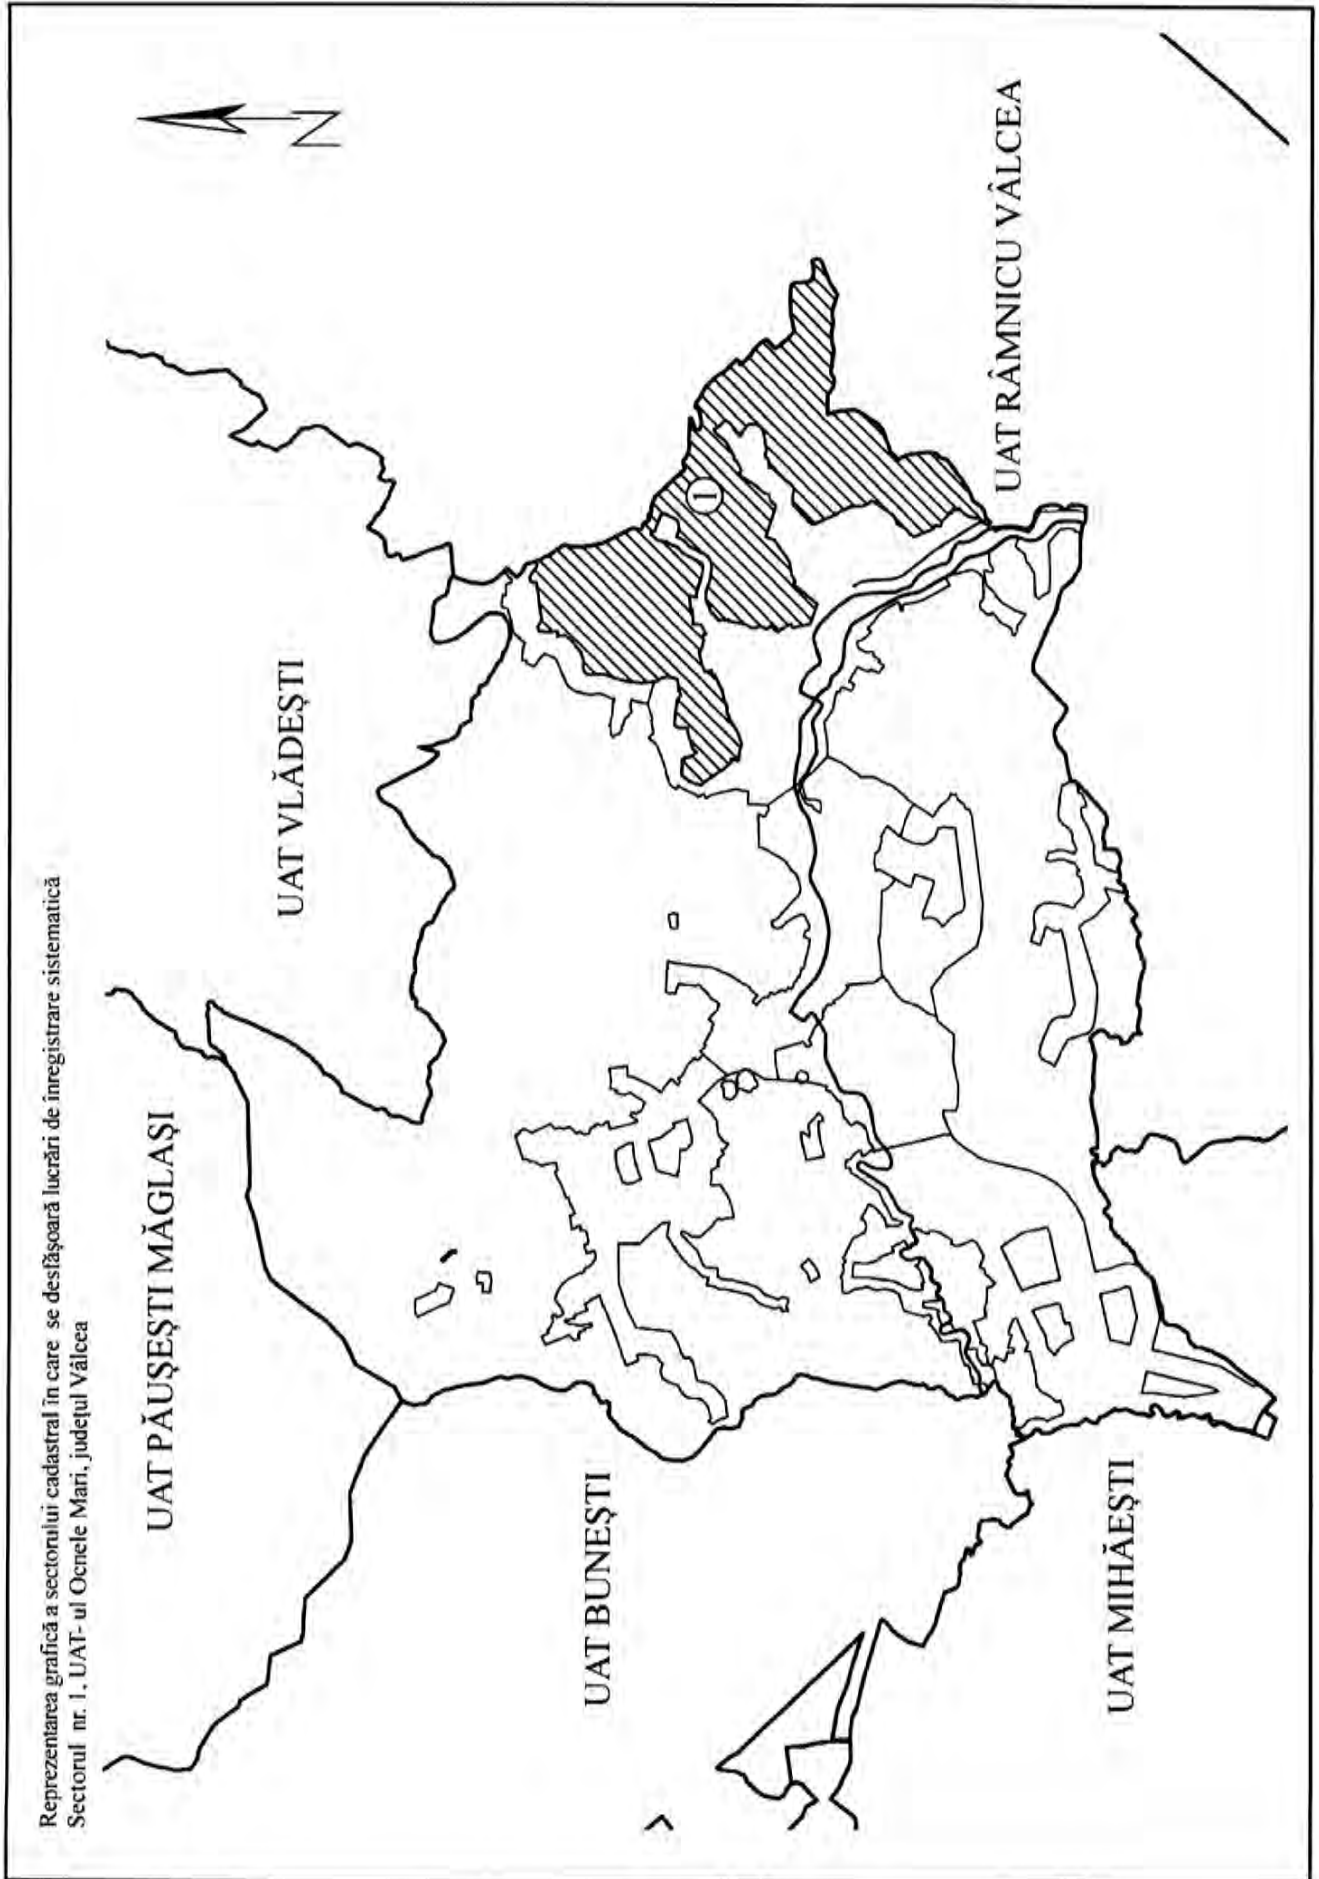 Reprezentarea grafică a sectorului cadastral în care se desfășoară lucrări de înregistrare sistematică
Sectorul nr. 1, UAT- ul Ocnele Mari, județul Vâlcea
N
UAT PĂUȘEȘTI MĂGLAȘI
UAT VLĂDEȘTI
1
UAT BUNEȘTI
UAT RÂMNICU VÂLCEA
UAT MIHĂEȘTI